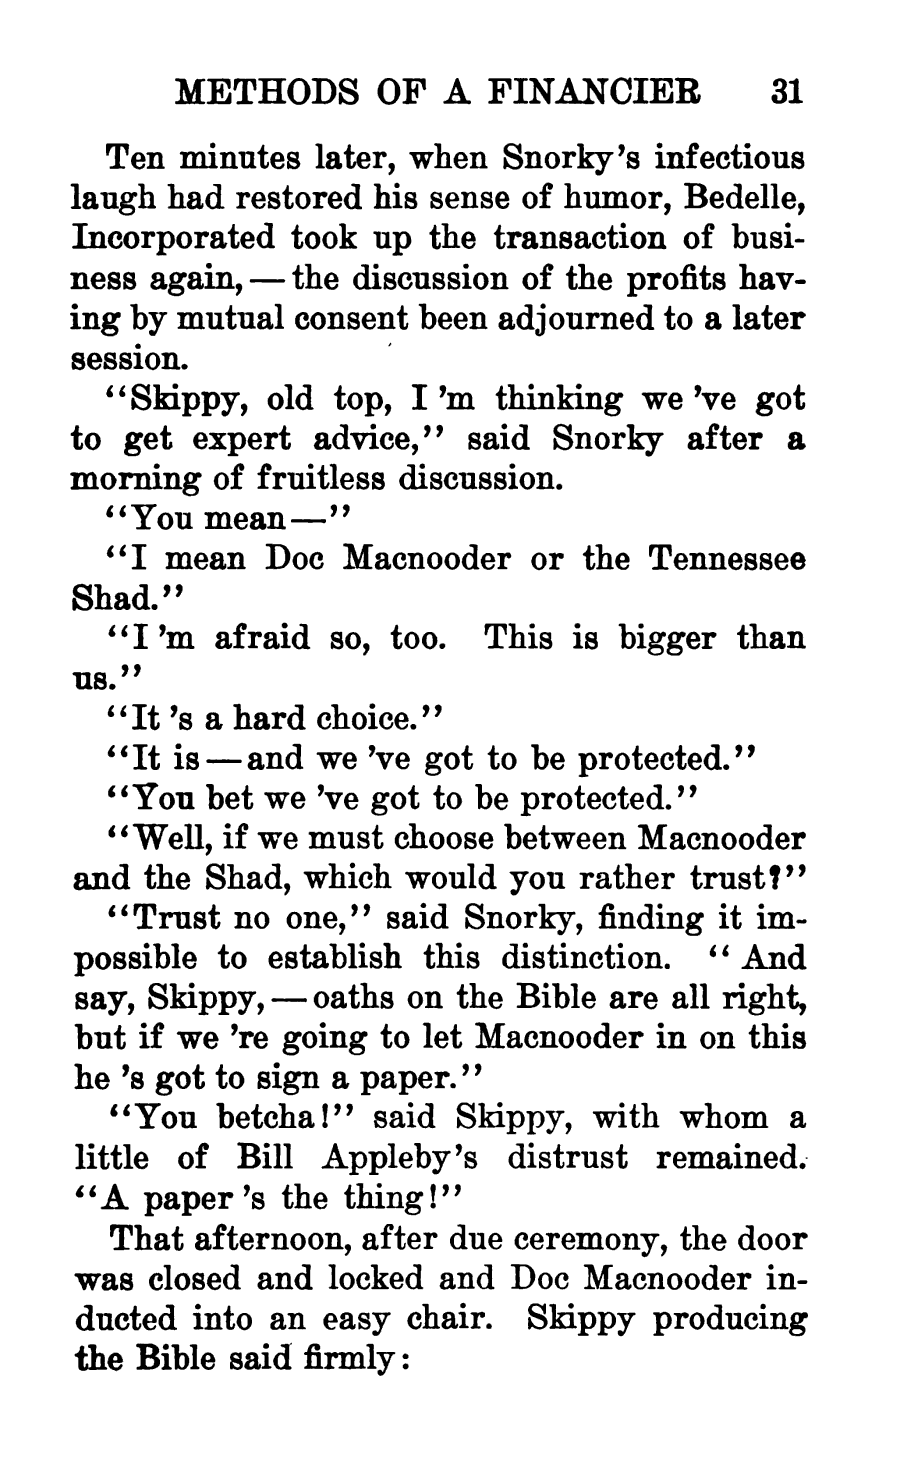 METHODS OF A FINANCIER 31
Ten minutes later, when Snorky's infectious
laugh had restored his sense of humor, Bedelle,
Incorporated took up the transaction of busi-
ness again, — the discussion of the profits hav-
ing by mutual consent been adjourned to a later
session.
"Skippy, old top, I 'm thinking we 've got
to get expert advice," said Snorky after a
morning of fruitless discussion.
"You mean—"
"I mean Doc Macnooder or the Tennessee
Shad."
"I 'm afraid so, too. This is bigger than
us."
"It 's a hard choice."
"It is — and we 've got to be protected."
"You bet we 've got to be protected."
"Well, if we must choose between Macnooder
and the Shad, which would you rather trust?"
"Trust no one," said Snorky, finding it im-
possible to establish this distinction. " And
say, Skippy, — oaths on the Bible are all right,
but if we 're going to let Macnooder in on this
he 's got to sign a paper."
"You betcha!" said Skippy, with whom a
little of Bill Appleby's distrust remained.
"A paper 's the thing!"
That afternoon, after due ceremony, the door
was closed and locked and Doc Macnooder in-
ducted into an easy chair. Skippy producing
the Bible said firmly: